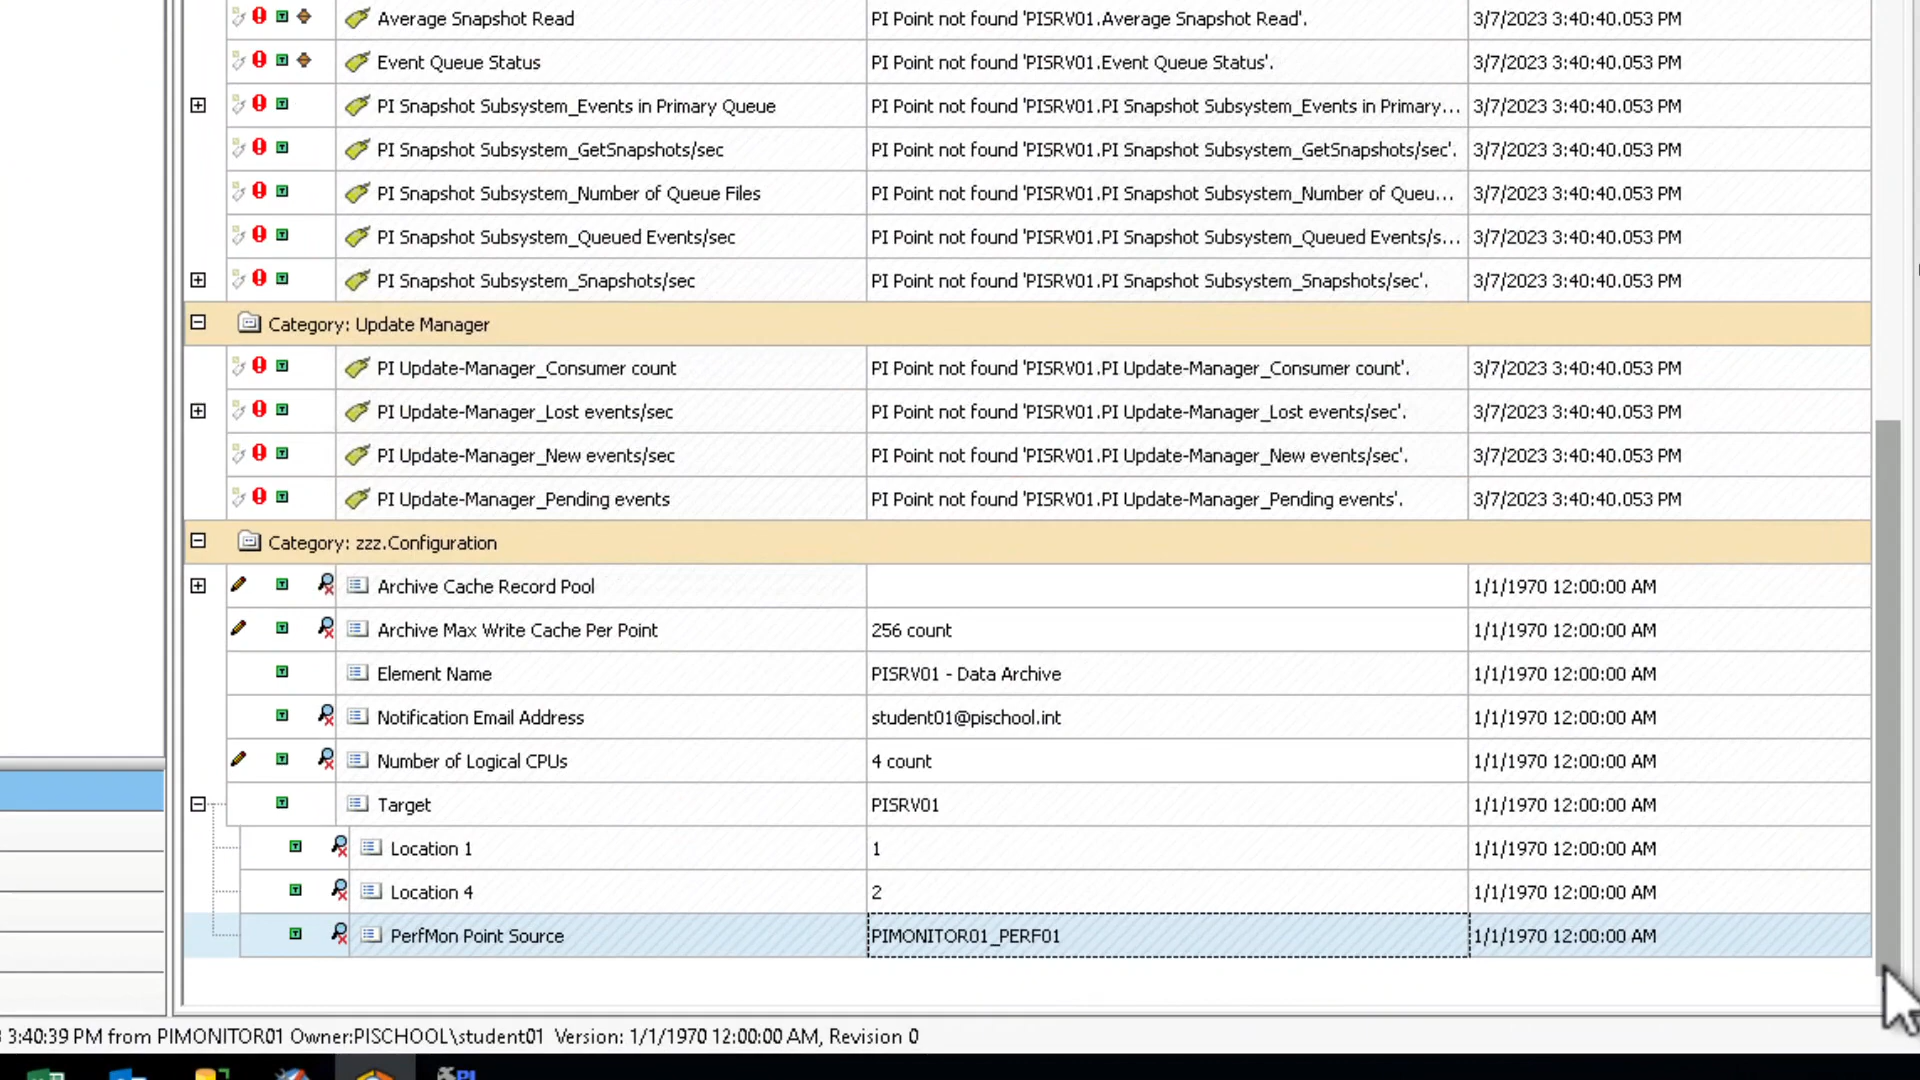 Average Snapshot Read PI Point not found 'PISRV01.Average Snapshot Read'. 3/7/2023 3:40:40.053 PM
Event Queue Status PI Point not found 'PISRV01.Event Queue Status'. 3/7/2023 3:40:40.053 PM
PI Snapshot Subsystem_Events in Primary Queue PI Point not found 'PISRV01.PI Snapshot Subsystem_Events in Primary... 3/7/2023 3:40:40.053 PM
PI Snapshot Subsystem_GetSnapshots/sec PI Point not found 'PISRV01.PI Snapshot Subsystem_GetSnapshots/sec'. 3/7/2023 3:40:40.053 PM
PI Snapshot Subsystem_Number of Queue Files PI Point not found 'PISRV01.PI Snapshot Subsystem_Number of Queu... 3/7/2023 3:40:40.053 PM
PI Snapshot Subsystem_Queued Events/sec PI Point not found 'PISRV01.PI Snapshot Subsystem_Queued Events/s... 3/7/2023 3:40:40.053 PM
PI Snapshot Subsystem_Snapshots/sec PI Point not found 'PISRV01.PI Snapshot Subsystem_Snapshots/sec'. 3/7/2023 3:40:40.053 PM
Category: Update Manager
PI Update-Manager_Consumer count PI Point not found 'PISRV01.PI Update-Manager_Consumer count'. 3/7/2023 3:40:40.053 PM
PI Update-Manager_Lost events/sec PI Point not found 'PISRV01.PI Update-Manager_Lost events/sec'. 3/7/2023 3:40:40.053 PM
PI Update-Manager_New events/sec PI Point not found 'PISRV01.PI Update-Manager_New events/sec'. 3/7/2023 3:40:40.053 PM
PI Update-Manager_Pending events PI Point not found 'PISRV01.PI Update-Manager_Pending events'. 3/7/2023 3:40:40.053 PM
Category: zzz.Configuration
Archive Cache Record Pool 1/1/1970 12:00:00 AM
Archive Max Write Cache Per Point 256 count 1/1/1970 12:00:00 AM
Element Name PISRV01 - Data Archive 1/1/1970 12:00:00 AM
Notification Email Address student01@pischool.int 1/1/1970 12:00:00 AM
Number of Logical CPUs 4 count 1/1/1970 12:00:00 AM
Target PISRV01 1/1/1970 12:00:00 AM
Location 1 1 1/1/1970 12:00:00 AM
Location 4 2 1/1/1970 12:00:00 AM
PerfMon Point Source PIMONITOR01_PERF01 1/1/1970 12:00:00 AM
3:40:39 PM from PIMONITOR01 Owner:PISCHOOL\student01 Version: 1/1/1970 12:00:00 AM, Revision 0